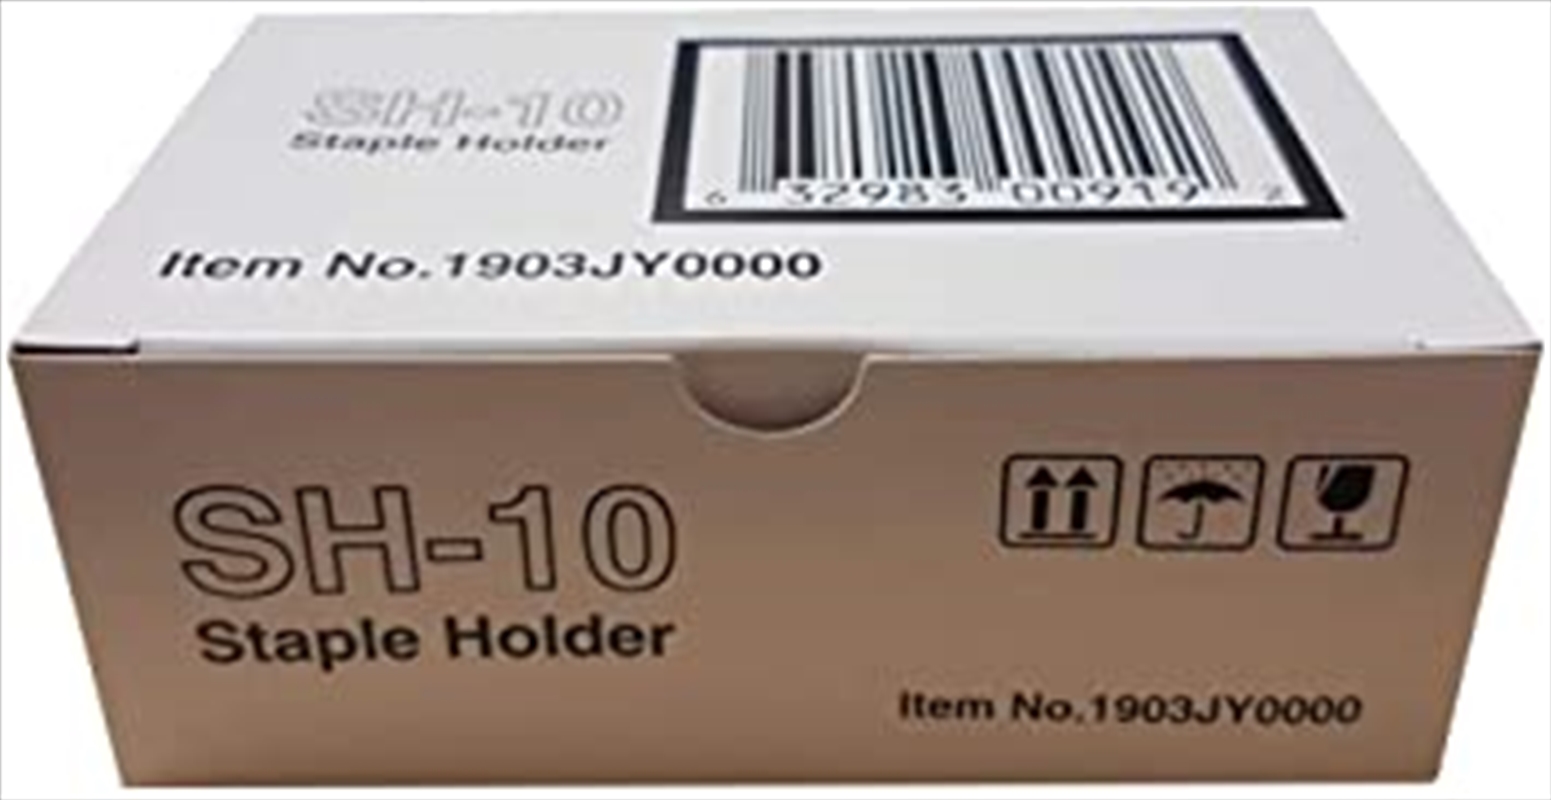 SH-10
Staple Holder
6 32983 00919 2
Item No.1903JY0000
SH-10
Staple Holder
Item No.1903JY0000